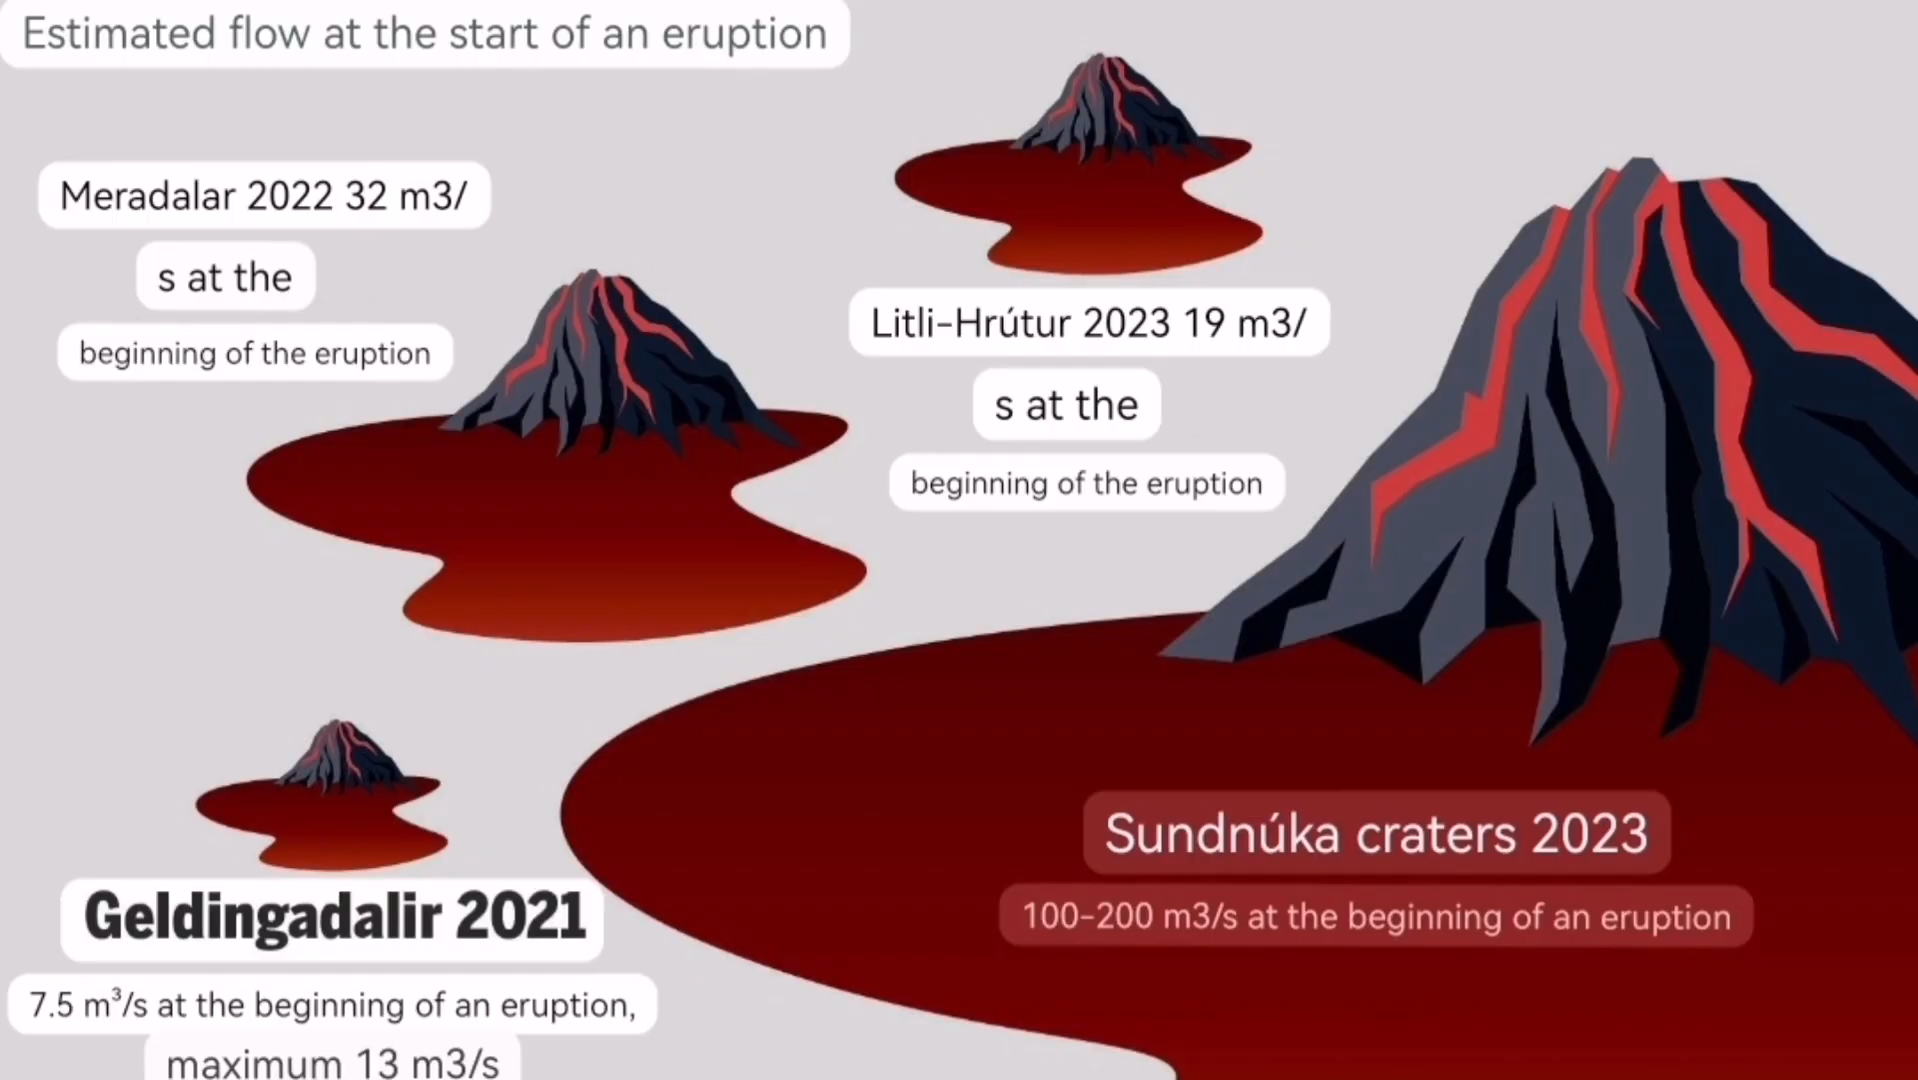 Estimated flow at the start of an eruption
Meradalar 2022 32 m3/
s at the
beginning of the eruption
Litli-Hrútur 2023 19 m3/
s at the
beginning of the eruption
Geldingadalir 2021
7.5 m³/s at the beginning of an eruption,
maximum 13 m3/s
Sundnúka craters 2023
100-200 m3/s at the beginning of an eruption